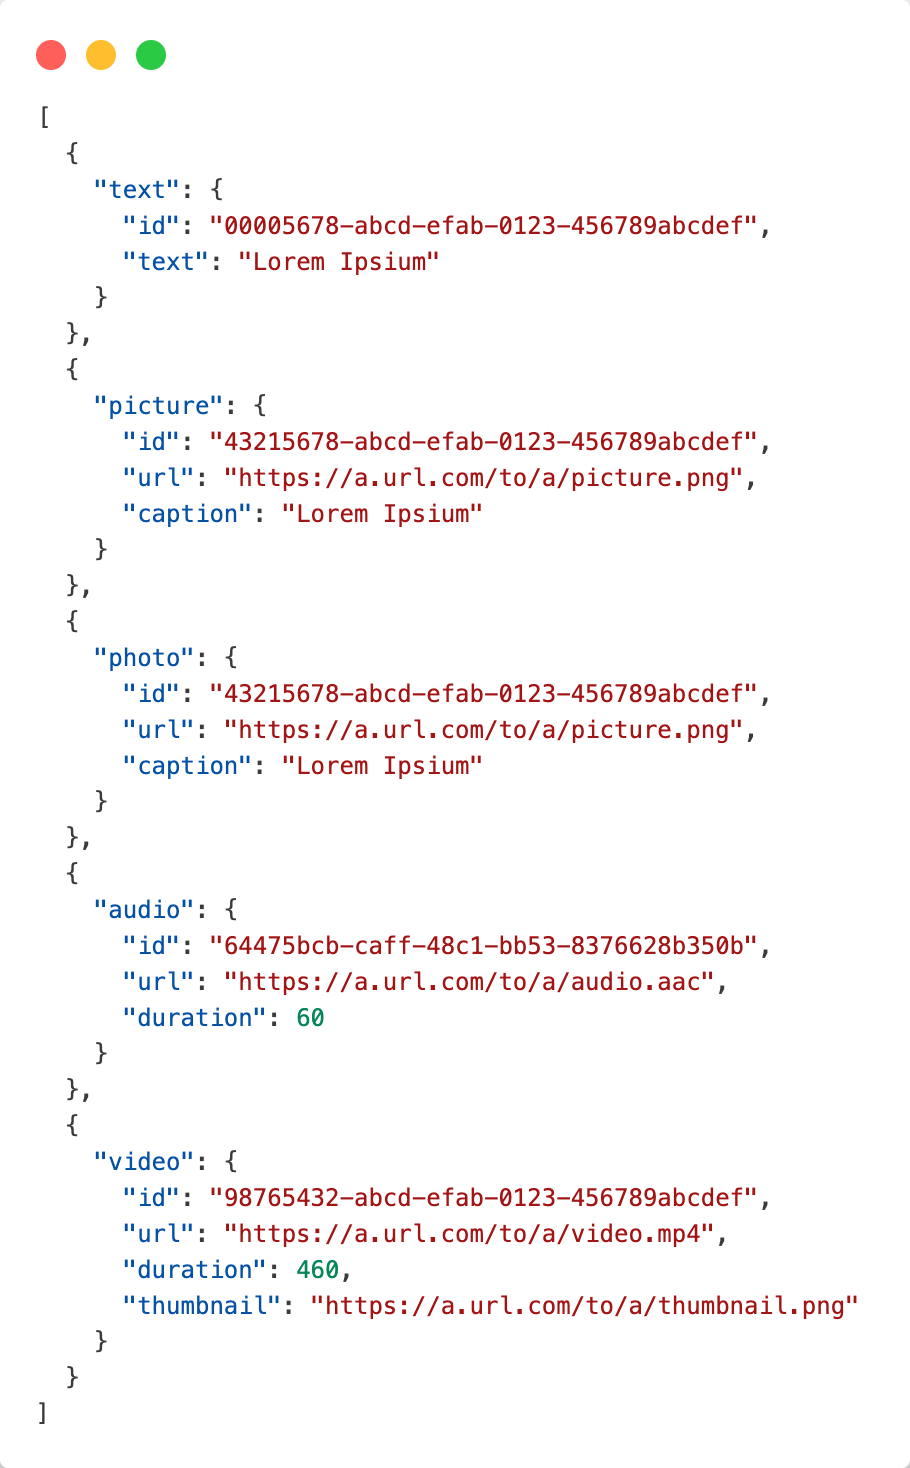 [
  {
    "text": {
      "id": "00005678-abcd-efab-0123-456789abcdef",
      "text": "Lorem Ipsium"
    }
  },
  {
    "picture": {
      "id": "43215678-abcd-efab-0123-456789abcdef",
      "url": "https://a.url.com/to/a/picture.png",
      "caption": "Lorem Ipsium"
    }
  },
  {
    "photo": {
      "id": "43215678-abcd-efab-0123-456789abcdef",
      "url": "https://a.url.com/to/a/picture.png",
      "caption": "Lorem Ipsium"
    }
  },
  {
    "audio": {
      "id": "64475bcb-caff-48c1-bb53-8376628b350b",
      "url": "https://a.url.com/to/a/audio.aac",
      "duration": 60
    }
  },
  {
    "video": {
      "id": "98765432-abcd-efab-0123-456789abcdef",
      "url": "https://a.url.com/to/a/video.mp4",
      "duration": 460,
      "thumbnail": "https://a.url.com/to/a/thumbnail.png"
    }
  }
]